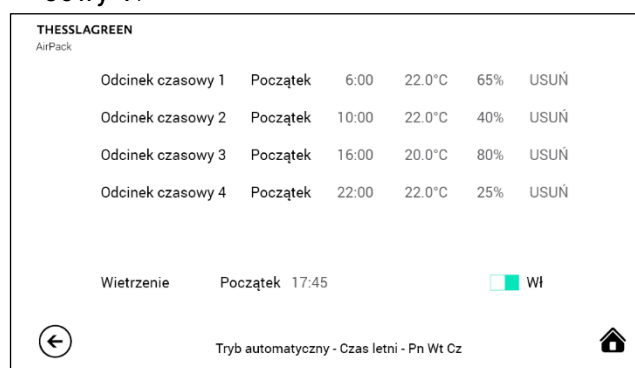 THESSLAGREEN
AirPack
Odcinek czasowy 1 Początek 6:00 22.0°C 65% USUŃ
Odcinek czasowy 2 Początek 10:00 22.0°C 40% USUŃ
Odcinek czasowy 3 Początek 16:00 20.0°C 80% USUŃ
Odcinek czasowy 4 Początek 22:00 22.0°C 25% USUŃ
Wietrzenie Początek 17:45 Wł
Tryb automatyczny - Czas letni - Pn Wt Cz